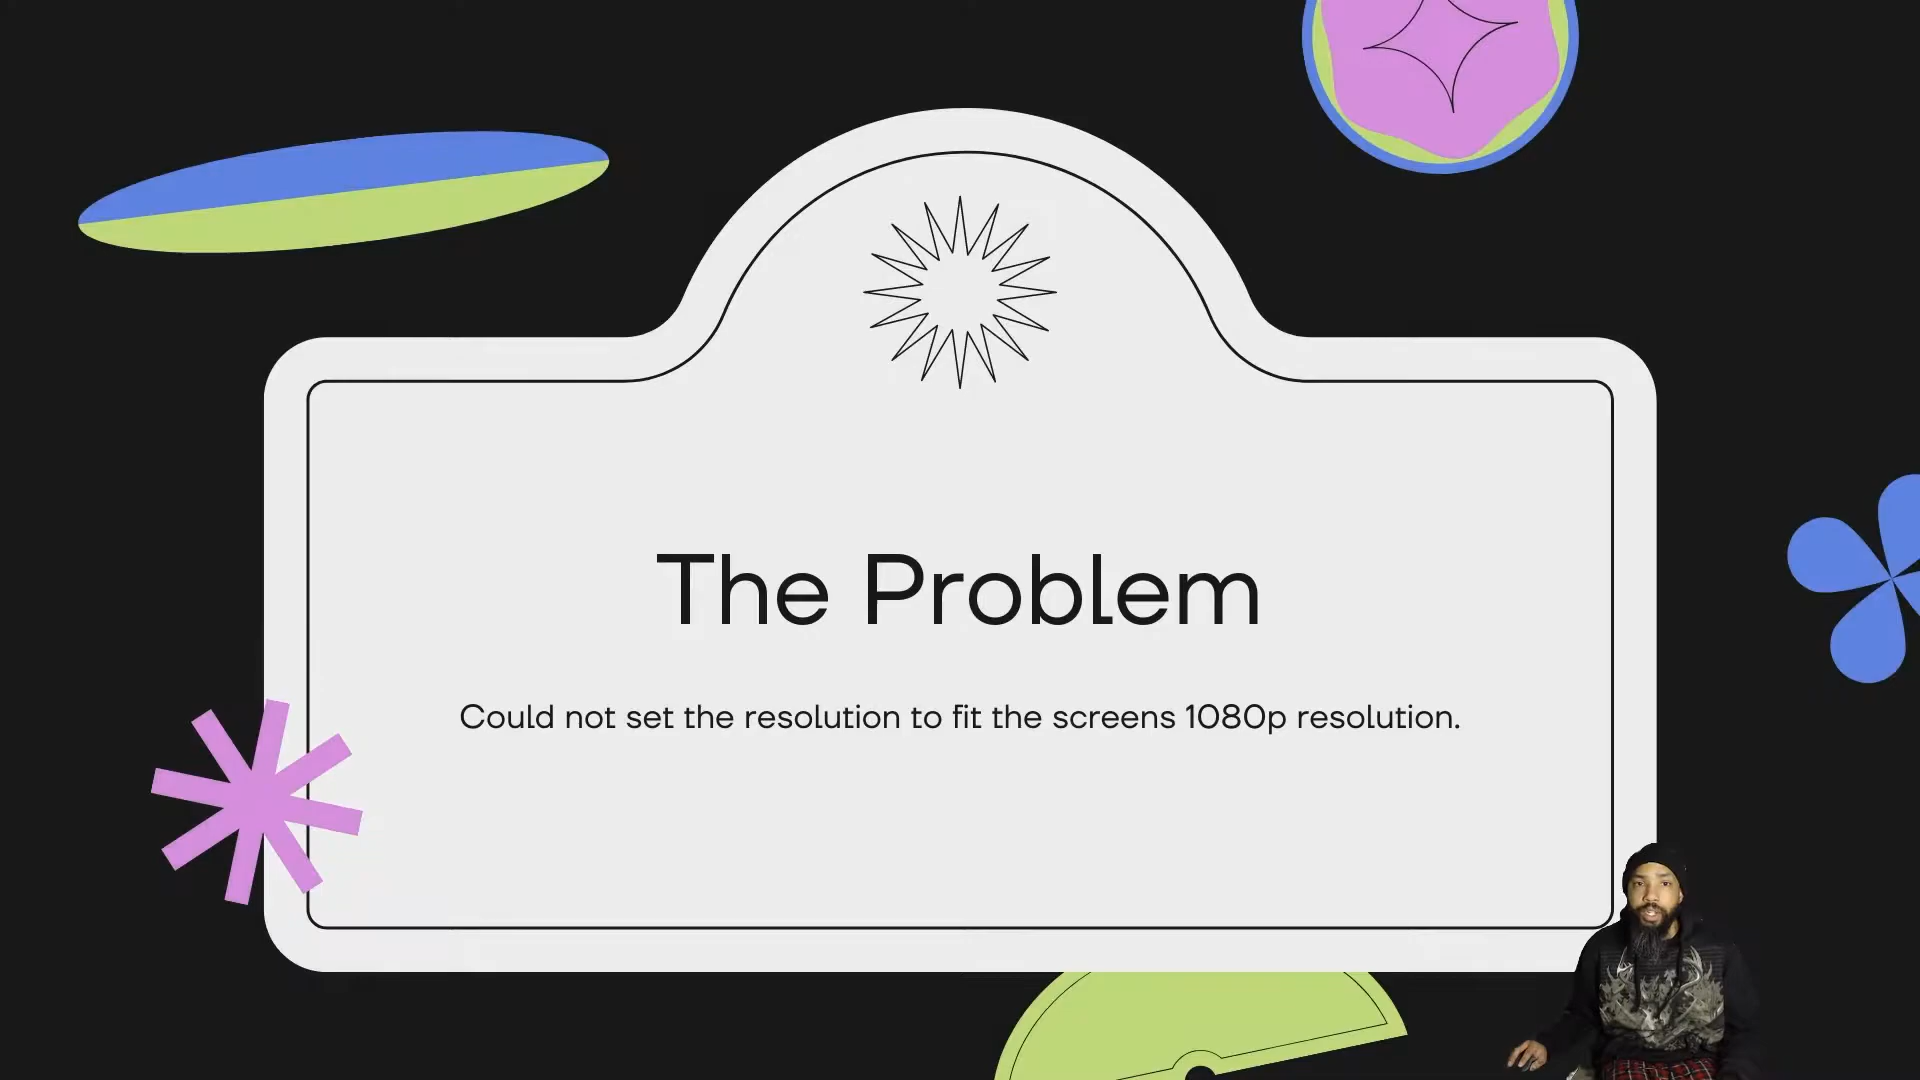 The Problem
Could not set the resolution to fit the screens 1080p resolution.